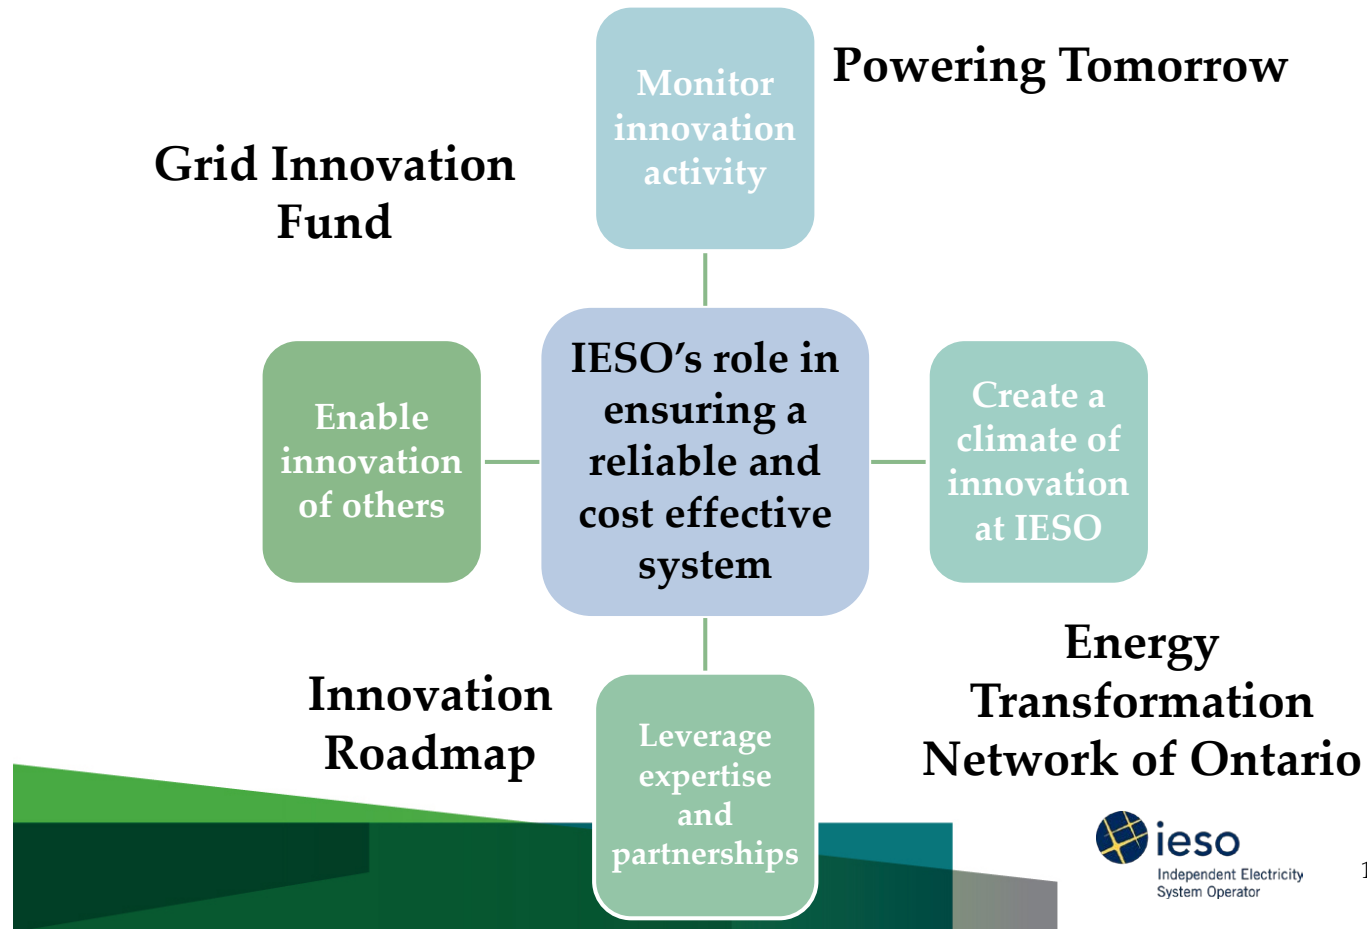 Monitor
innovation
activity
Powering Tomorrow
Grid Innovation
Fund
IESO’s role in
ensuring a
reliable and
cost effective
system
Enable
innovation
of others
Create a
climate of
innovation
at IESO
Innovation
Roadmap
Leverage
expertise
and
partnerships
Energy
Transformation
Network of Ontario
ieso
Independent Electricity
System Operator